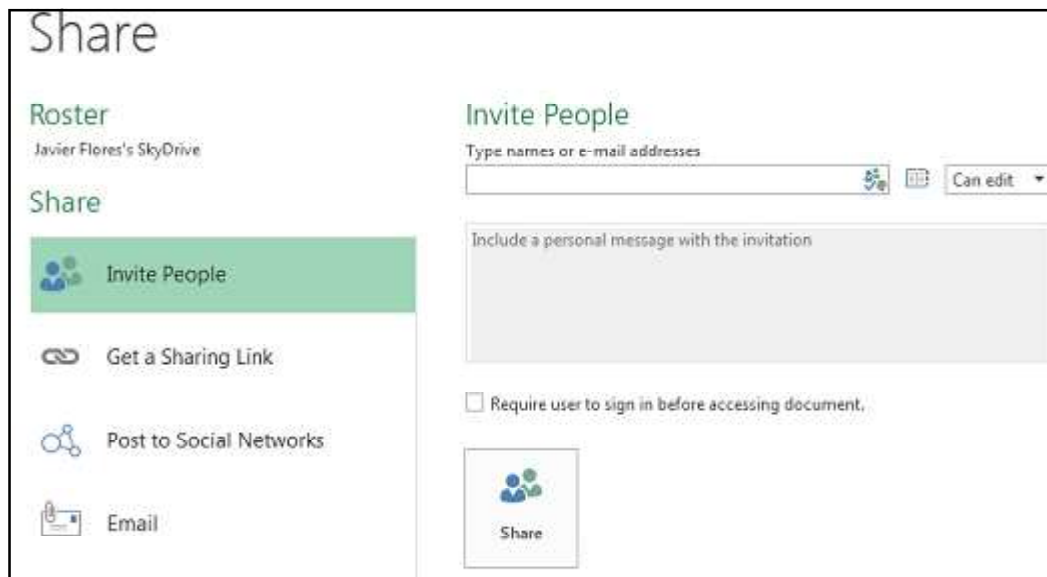 Share
Roster
Javier Flores's SkyDrive
Share
Invite People
Get a Sharing Link
Post to Social Networks
Email
Invite People
Type names or e-mail addresses
Can edit
Include a personal message with the invitation
Require user to sign in before accessing document.
Share